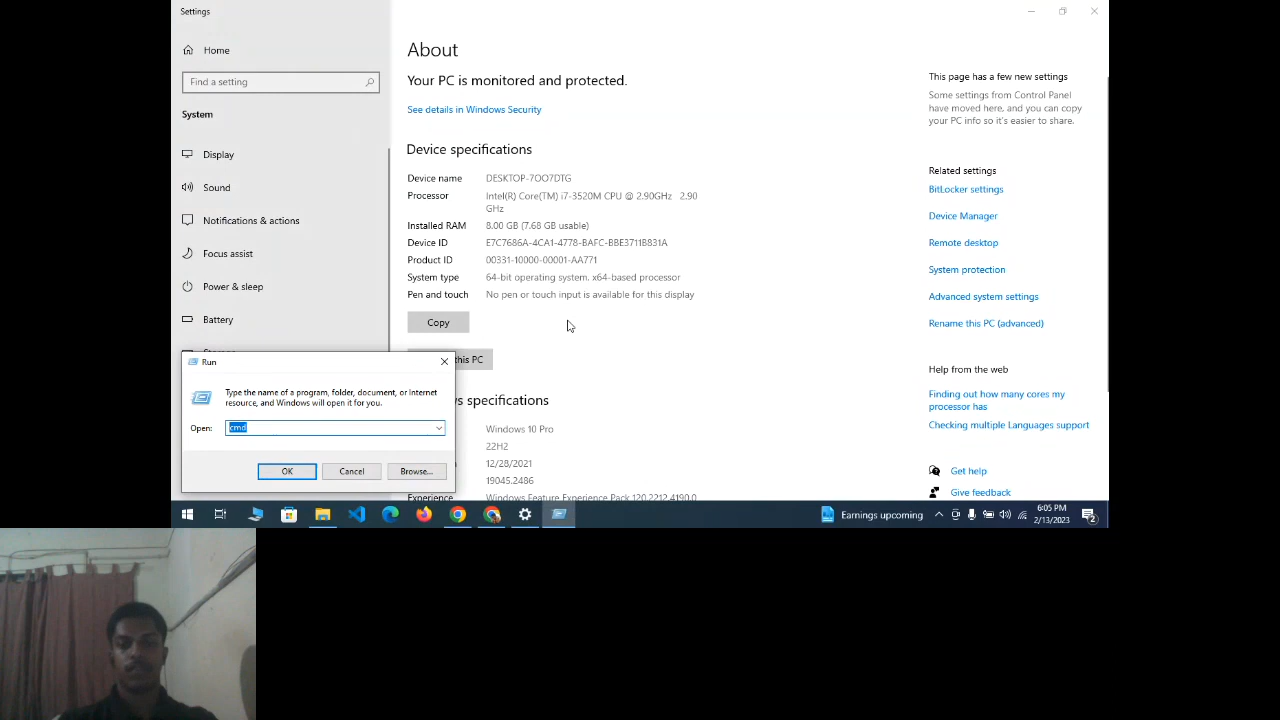 Settings
Home
Find a setting
System
Display
Sound
Notifications & actions
Focus assist
Power & sleep
Battery
About
Your PC is monitored and protected.
See details in Windows Security
Device specifications
Device name DESKTOP-7OO7DTG
Processor Intel(R) Core(TM) i7-3520M CPU @ 2.90GHz 2.90
GHz
Installed RAM 8.00 GB (7.68 GB usable)
Device ID E7C7686A-4CA1-4778-BAFC-BBE3711B831A
Product ID 00331-10000-00001-AA771
System type 64-bit operating system, x64-based processor
Pen and touch No pen or touch input is available for this display
Copy
this PC
specifications
Windows 10 Pro
22H2
12/28/2021
19045.2486
Experience Windows Feature Experience Pack 120.2212.4190.0
This page has a few new settings
Some settings from Control Panel
have moved here, and you can copy
your PC info so it's easier to share.
Related settings
BitLocker settings
Device Manager
Remote desktop
System protection
Advanced system settings
Rename this PC (advanced)
Help from the web
Finding out how many cores my
processor has
Checking multiple Languages support
Get help
Give feedback
Run
Type the name of a program, folder, document, or Internet
resource, and Windows will open it for you.
Open: cmd
OK Cancel Browse...
Earnings upcoming
6:05 PM
2/13/2023
2